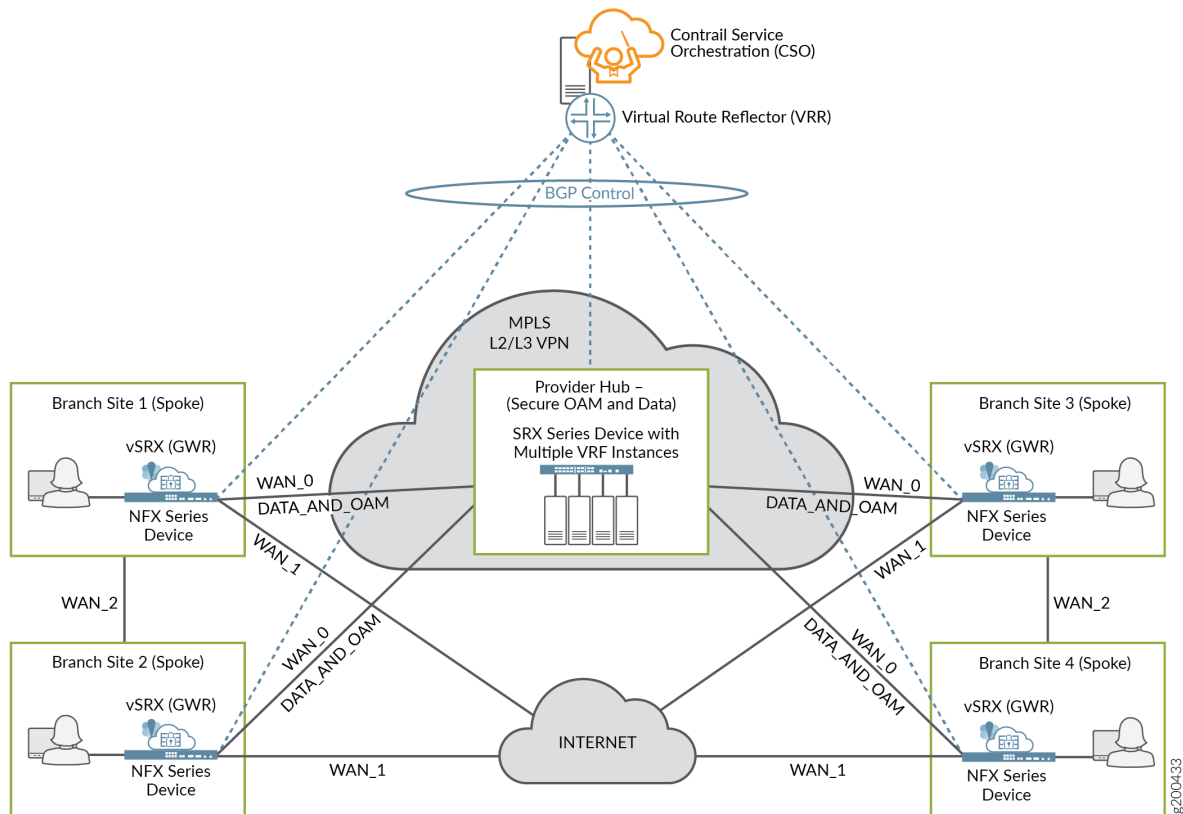 Contrail Service
Orchestration (CSO)
Virtual Route Reflector (VRR)
BGP Control
MPLS
L2/L3 VPN
Provider Hub –
(Secure OAM and Data)
SRX Series Device with
Multiple VRF Instances
Branch Site 1 (Spoke)
vSRX (GWR)
NFX Series
Device
WAN_0
DATA_AND_OAM
WAN_1
WAN_2
Branch Site 3 (Spoke)
vSRX (GWR)
NFX Series
Device
WAN_0
DATA_AND_OAM
WAN_1
WAN_2
Branch Site 2 (Spoke)
vSRX (GWR)
NFX Series
Device
WAN_0
DATA_AND_OAM
WAN_1
INTERNET
Branch Site 4 (Spoke)
vSRX (GWR)
NFX Series
Device
WAN_0
DATA_AND_OAM
WAN_1
g200433